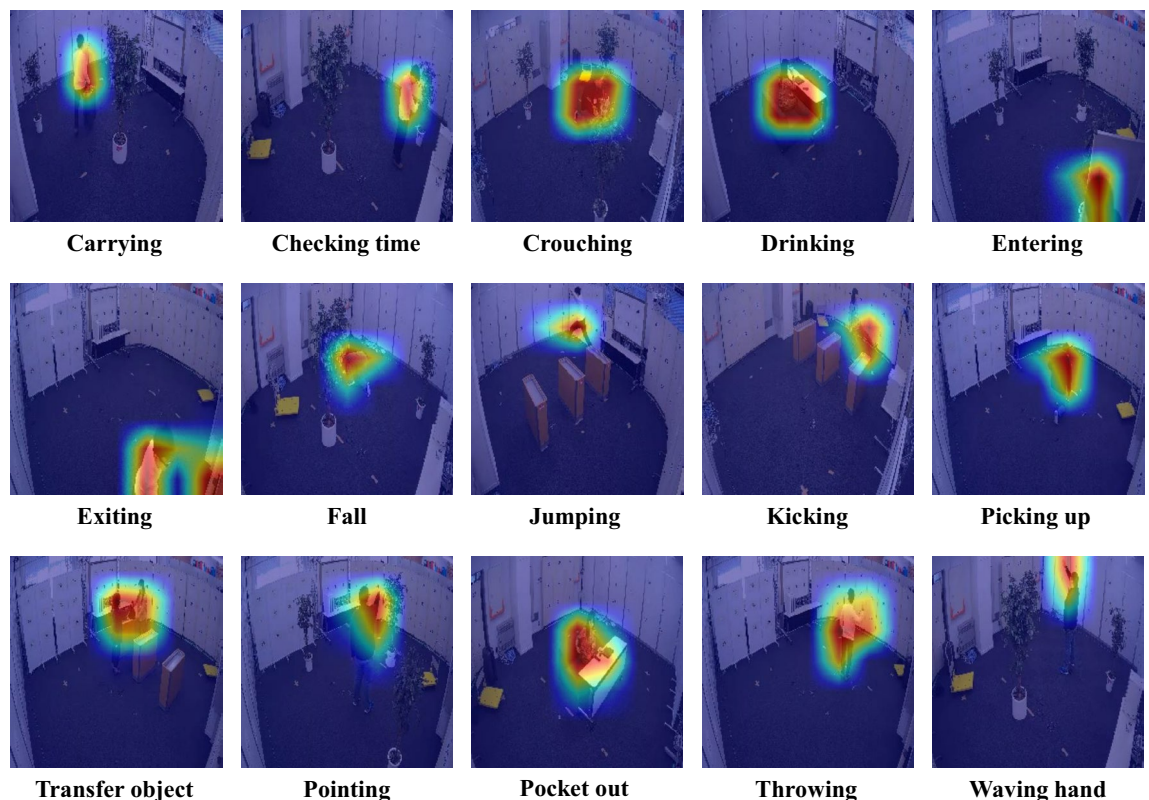 Carrying
Checking time
Crouching
Drinking
Entering
Exiting
Fall
Jumping
Kicking
Picking up
Transfer object
Pointing
Pocket out
Throwing
Waving hand